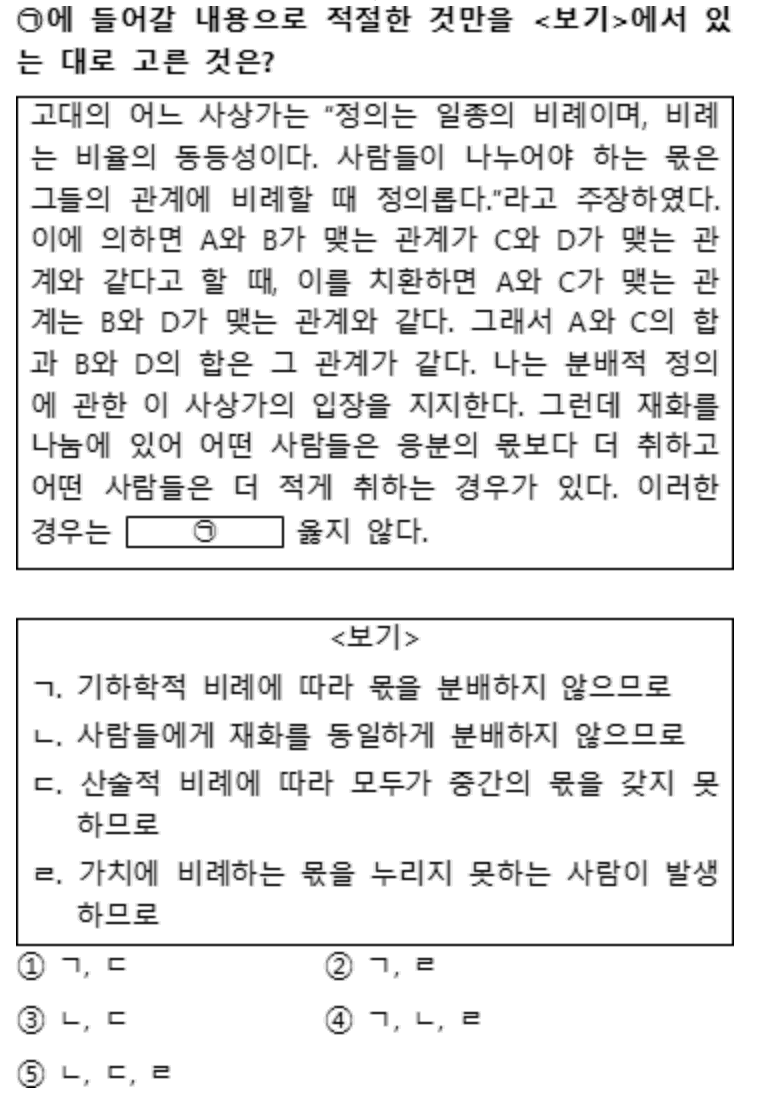 ㉠에 들어갈 내용으로 적절한 것만을 <보기>에서 있
는 대로 고른 것은?
고대의 어느 사상가는 "정의는 일종의 비례이며, 비례
는 비율의 동등성이다. 사람들이 나누어야 하는 몫은
그들의 관계에 비례할 때 정의롭다."라고 주장하였다.
이에 의하면 A와 B가 맺는 관계가 C와 D가 맺는 관
계와 같다고 할 때, 이를 치환하면 A와 C가 맺는 관
계는 B와 D가 맺는 관계와 같다. 그래서 A와 C의 합
과 B와 D의 합은 그 관계가 같다. 나는 분배적 정의
에 관한 이 사상가의 입장을 지지한다. 그런데 재화를
나눔에 있어 어떤 사람들은 응분의 몫보다 더 취하고
어떤 사람들은 더 적게 취하는 경우가 있다. 이러한
경우는 ㉠ 옳지 않다.
<보기>
ㄱ. 기하학적 비례에 따라 몫을 분배하지 않으므로
ㄴ. 사람들에게 재화를 동일하게 분배하지 않으므로
ㄷ. 산술적 비례에 따라 모두가 중간의 몫을 갖지 못
하므로
ㄹ. 가치에 비례하는 몫을 누리지 못하는 사람이 발생
하므로
① ㄱ, ㄷ ② ㄱ, ㄹ
③ ㄴ, ㄷ ④ ㄱ, ㄴ, ㄹ
⑤ ㄴ, ㄷ, ㄹ